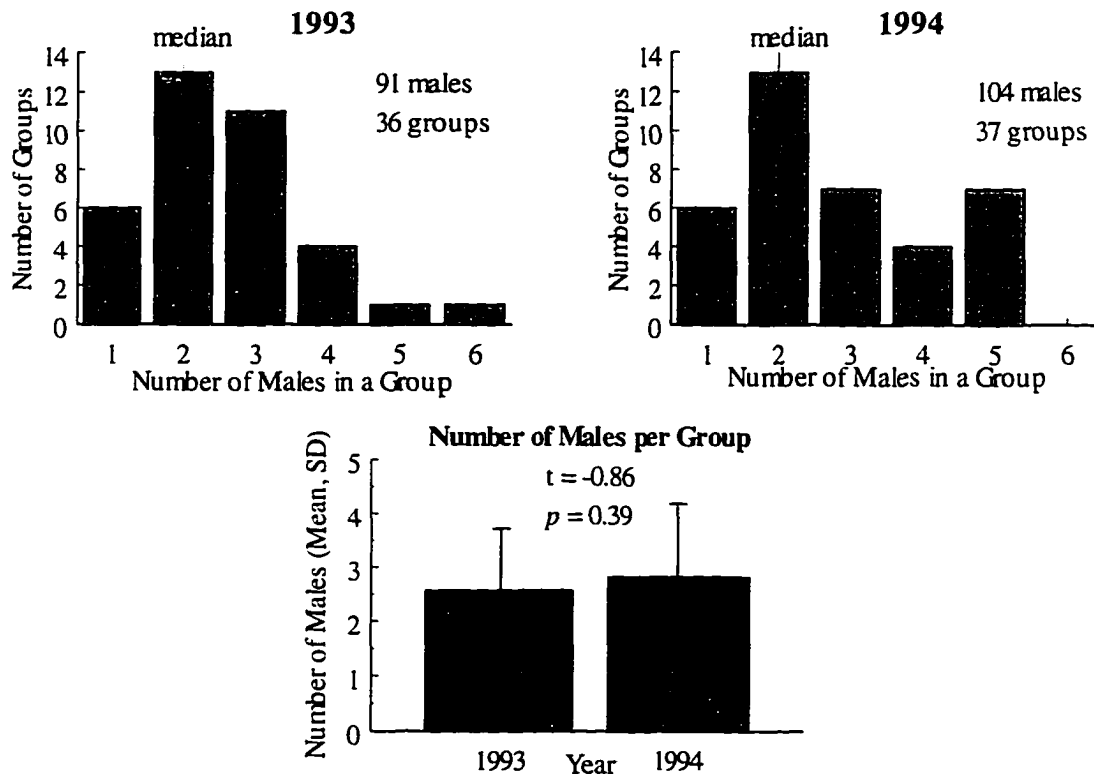 1993
median
91 males
36 groups
Number of Groups
14
12
10
8
6
4
2
0
1 2 3 4 5 6
Number of Males in a Group
1994
median
104 males
37 groups
Number of Groups
14
12
10
8
6
4
2
0
1 2 3 4 5 6
Number of Males in a Group
Number of Males per Group
t = -0.86
p = 0.39
Number of Males (Mean, SD)
5
4
3
2
1
0
1993 1994
Year